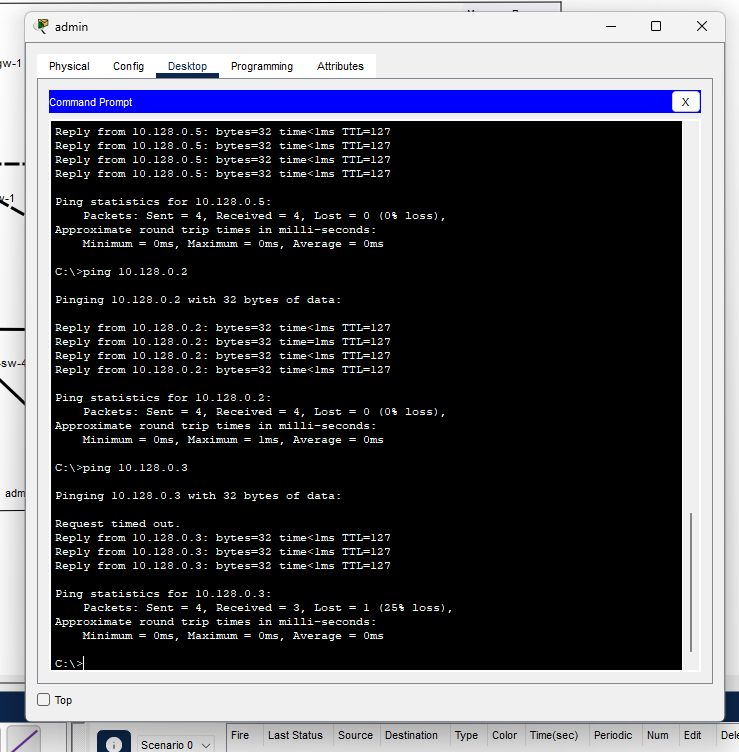 admin
gw-1
Physical Config Desktop Programming Attributes
Command Prompt X
Reply from 10.128.0.5: bytes=32 time<1ms TTL=127
Reply from 10.128.0.5: bytes=32 time<1ms TTL=127
Reply from 10.128.0.5: bytes=32 time<1ms TTL=127
Reply from 10.128.0.5: bytes=32 time<1ms TTL=127
Ping statistics for 10.128.0.5:
Packets: Sent = 4, Received = 4, Lost = 0 (0% loss),
Approximate round trip times in milli-seconds:
Minimum = 0ms, Maximum = 0ms, Average = 0ms
C:\>ping 10.128.0.2
Pinging 10.128.0.2 with 32 bytes of data:
Reply from 10.128.0.2: bytes=32 time<1ms TTL=127
Reply from 10.128.0.2: bytes=32 time=1ms TTL=127
Reply from 10.128.0.2: bytes=32 time<1ms TTL=127
Reply from 10.128.0.2: bytes=32 time<1ms TTL=127
Ping statistics for 10.128.0.2:
Packets: Sent = 4, Received = 4, Lost = 0 (0% loss),
Approximate round trip times in milli-seconds:
Minimum = 0ms, Maximum = 1ms, Average = 0ms
C:\>ping 10.128.0.3
Pinging 10.128.0.3 with 32 bytes of data:
Request timed out.
Reply from 10.128.0.3: bytes=32 time<1ms TTL=127
Reply from 10.128.0.3: bytes=32 time<1ms TTL=127
Reply from 10.128.0.3: bytes=32 time<1ms TTL=127
Ping statistics for 10.128.0.3:
Packets: Sent = 4, Received = 3, Lost = 1 (25% loss),
Approximate round trip times in milli-seconds:
Minimum = 0ms, Maximum = 0ms, Average = 0ms
C:\>
-sw-4
adm
Top
Scenario 0
Fire Last Status Source Destination Type Color Time(sec) Periodic Num Edit Dele